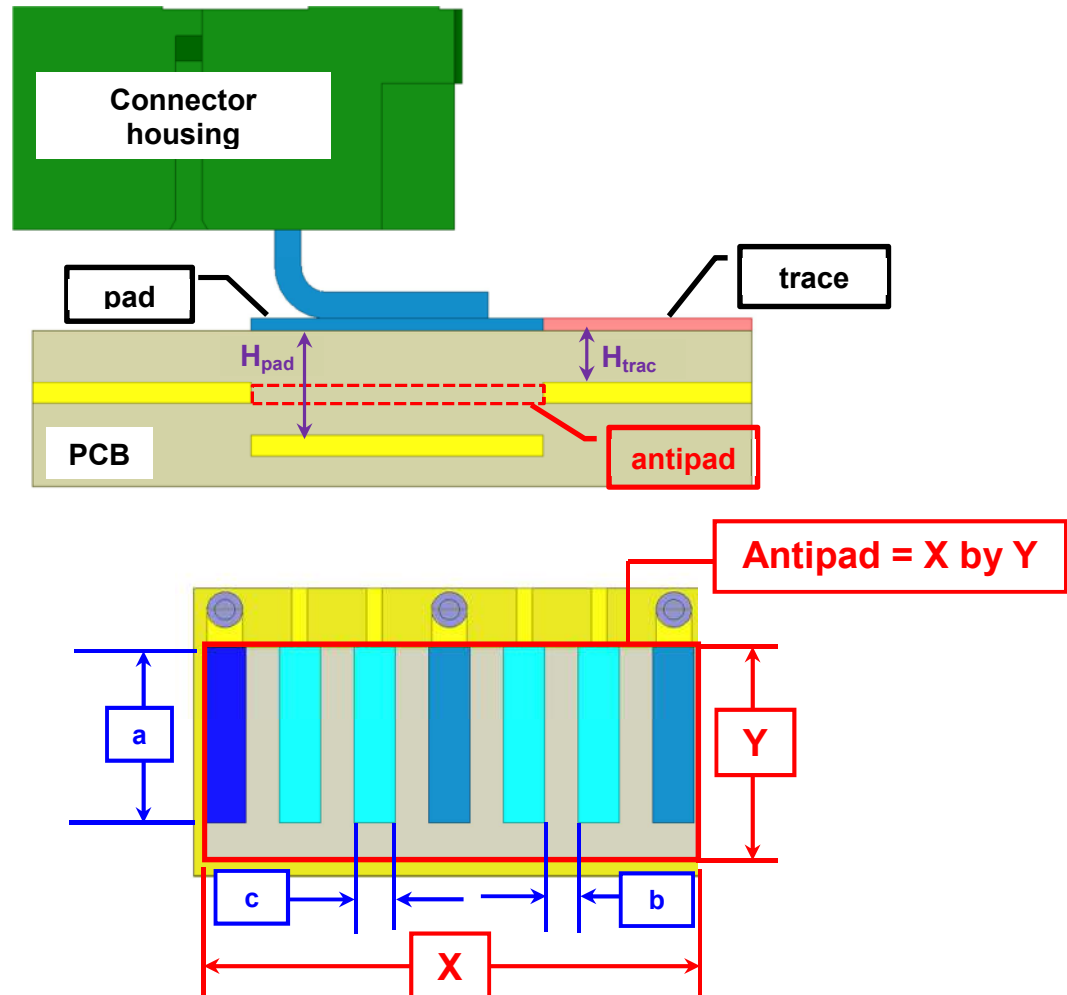 Connector
housing
pad
trace
Hpad
Htrac
PCB
antipad
Antipad = X by Y
a
Y
c
b
X